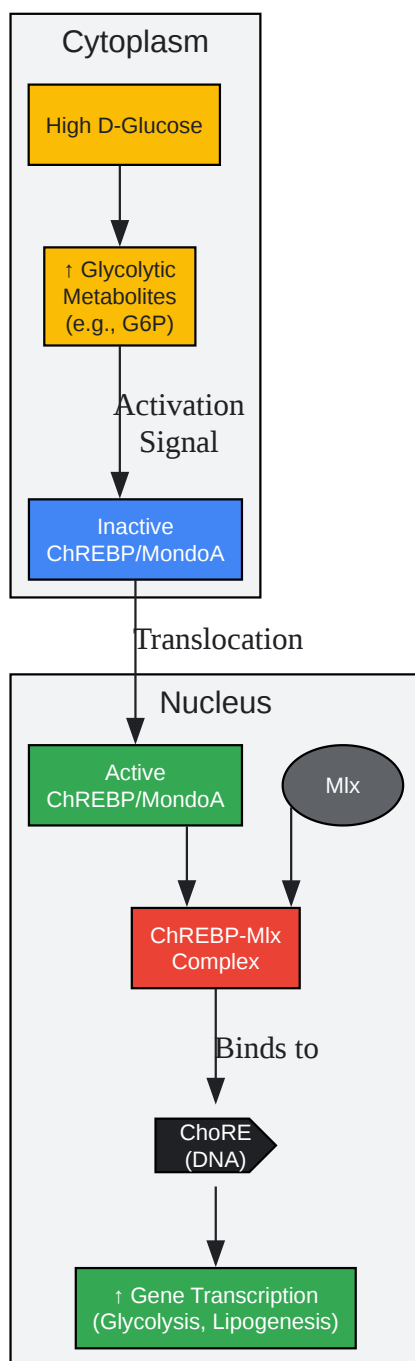 Cytoplasm
High D-Glucose
↑ Glycolytic
Metabolites
(e.g., G6P)
Activation
Signal
Inactive
ChREBP/MondoA
Translocation
Nucleus
Active
ChREBP/MondoA
Mlx
ChREBP-Mlx
Complex
Binds to
ChoRE
(DNA)
↑ Gene Transcription
(Glycolysis, Lipogenesis)